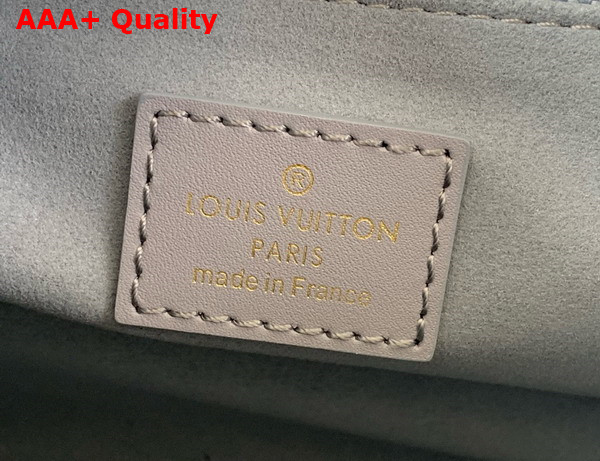 AAA+ Quality
®
LOUIS VUITTON
PARIS
made in France